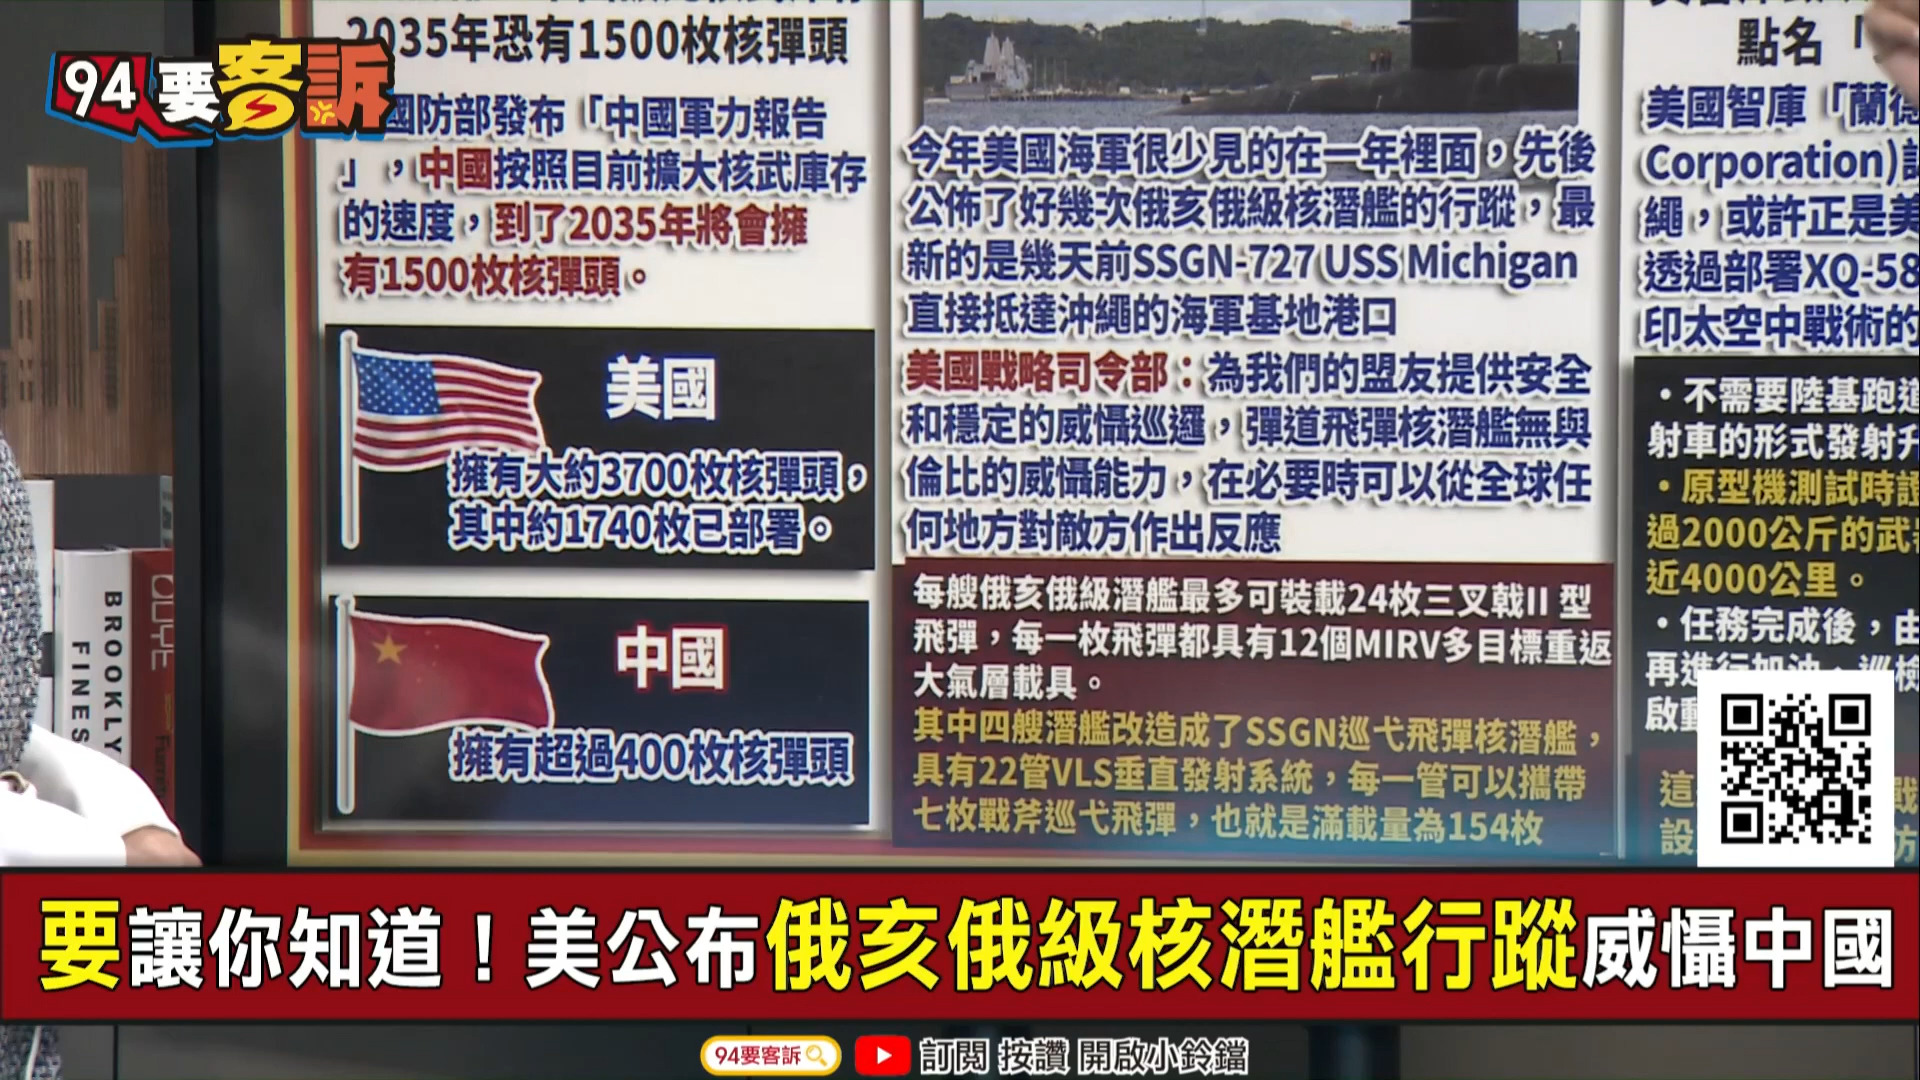 94要客訴
2035年恐有1500枚核彈頭
國防部發布「中國軍力報告
」，中國按照目前擴大核武庫存
的速度，到了2035年將會擁
有1500枚核彈頭。
美國
擁有大約3700枚核彈頭，
其中約1740枚已部署。
中國
擁有超過400枚核彈頭
今年美國海軍很少見的在一年裡面，先後
公佈了好幾次俄亥俄級核潛艦的行蹤，最
新的是幾天前SSGN-727 USS Michigan
直接抵達沖繩的海軍基地港口
美國戰略司令部：為我們的盟友提供安全
和穩定的威懾巡邏，彈道飛彈核潛艦無與
倫比的威懾能力，在必要時可以從全球任
何地方對敵方作出反應
每艘俄亥俄級潛艦最多可裝載24枚三叉戟II 型
飛彈，每一枚飛彈都具有12個MIRV多目標重返
大氣層載具。
其中四艘潛艦改造成了SSGN巡弋飛彈核潛艦，
具有22管VLS垂直發射系統，每一管可以攜帶
七枚戰斧巡弋飛彈，也就是滿載量為154枚
點名「
美國智庫「蘭德
Corporation)
繩，或許正是美
透過部署XQ-58
印太空中戰術的
・不需要陸基跑道
射車的形式發射升
・原型機測試時證
過2000公斤的武器
近4000公里。
・任務完成後，由
再進行加油、巡檢
啟動
這
設
BROOKLY
FINES
要讓你知道！美公布俄亥俄級核潛艦行蹤威懾中國
94要客訴
訂閱 按讚 開啟小鈴鐺